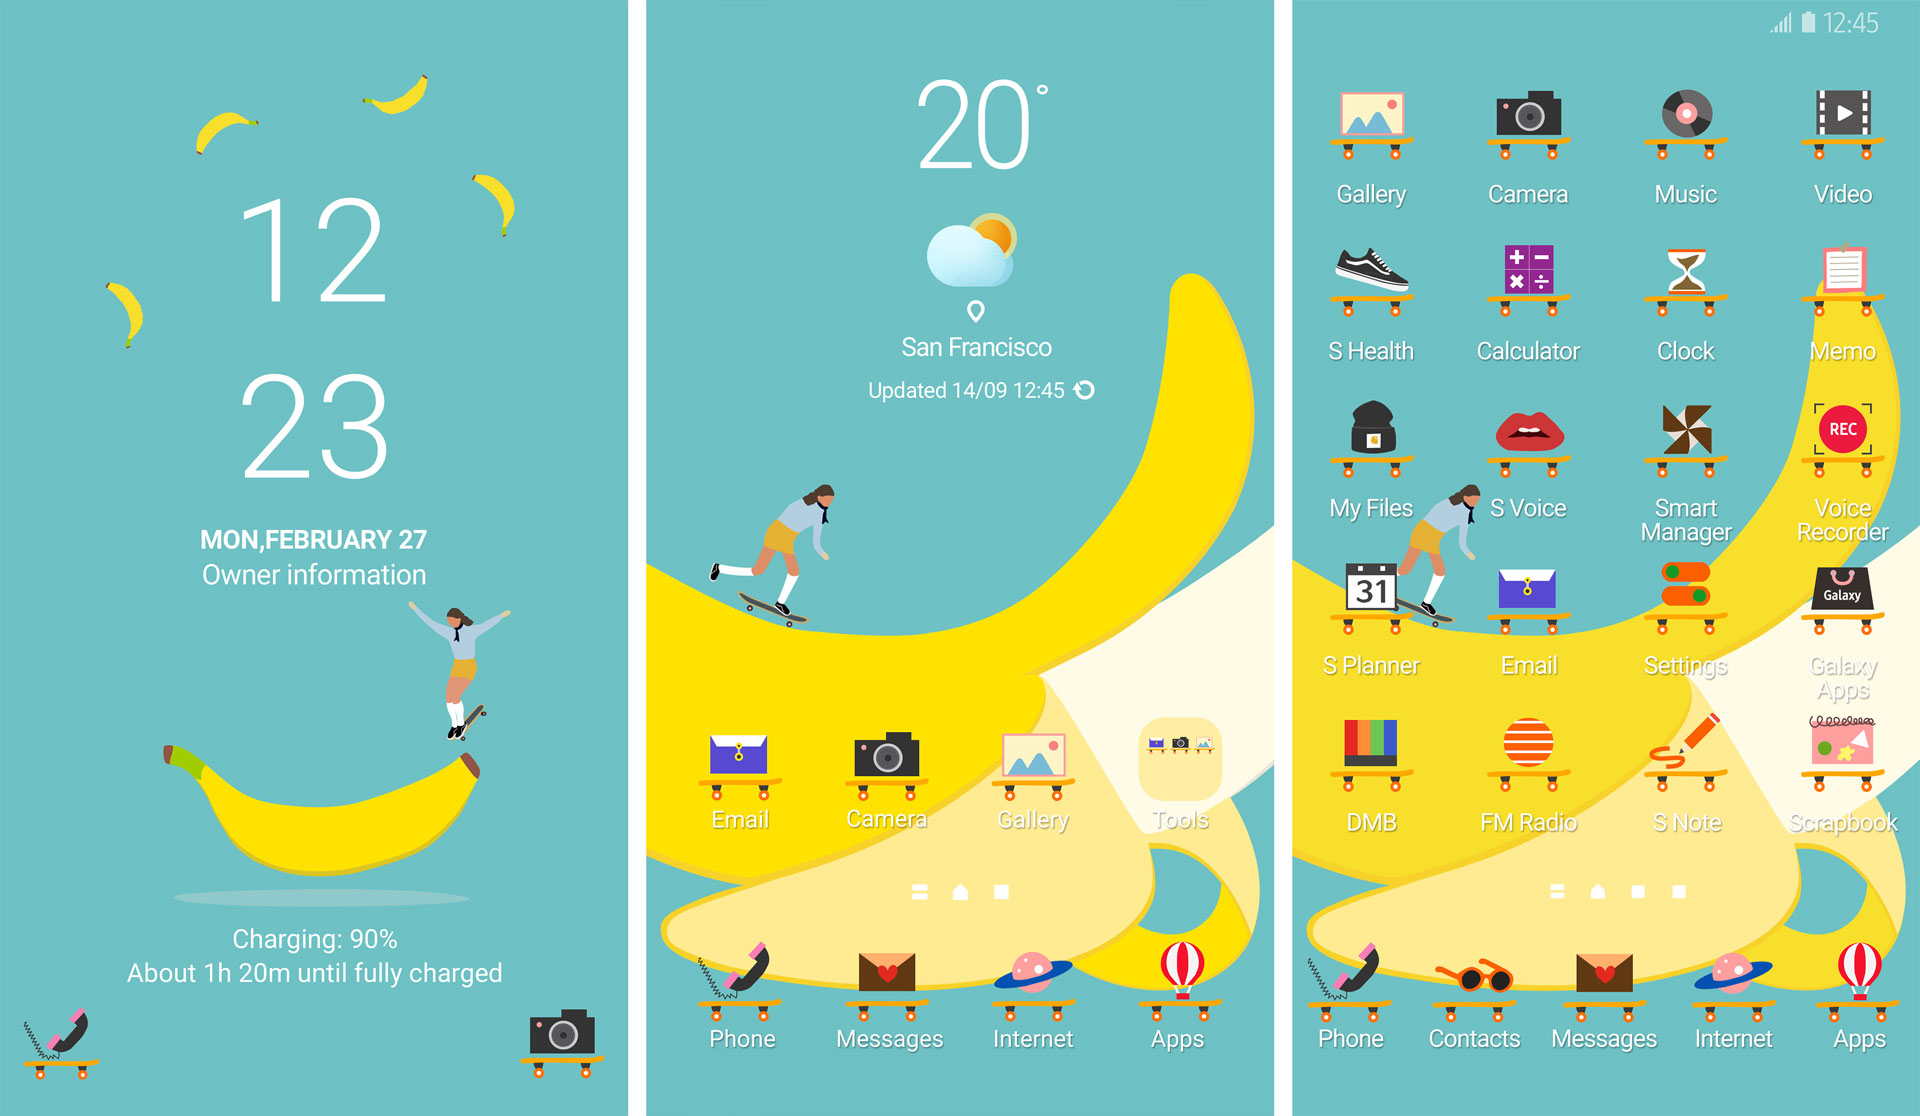 12
23
MON,FEBRUARY 27
Owner information
Charging: 90%
About 1h 20m until fully charged
20°
San Francisco
Updated 14/09 12:45
Email Camera Gallery Tools
Phone Messages Internet Apps
12:45
Gallery Camera Music Video
S Health Calculator Clock Memo
REC
My Files S Voice Smart Manager Voice Recorder
31
Galaxy
S Planner Email Settings Galaxy Apps
DMB FM Radio S Note Scrapbook
Phone Contacts Messages Internet Apps